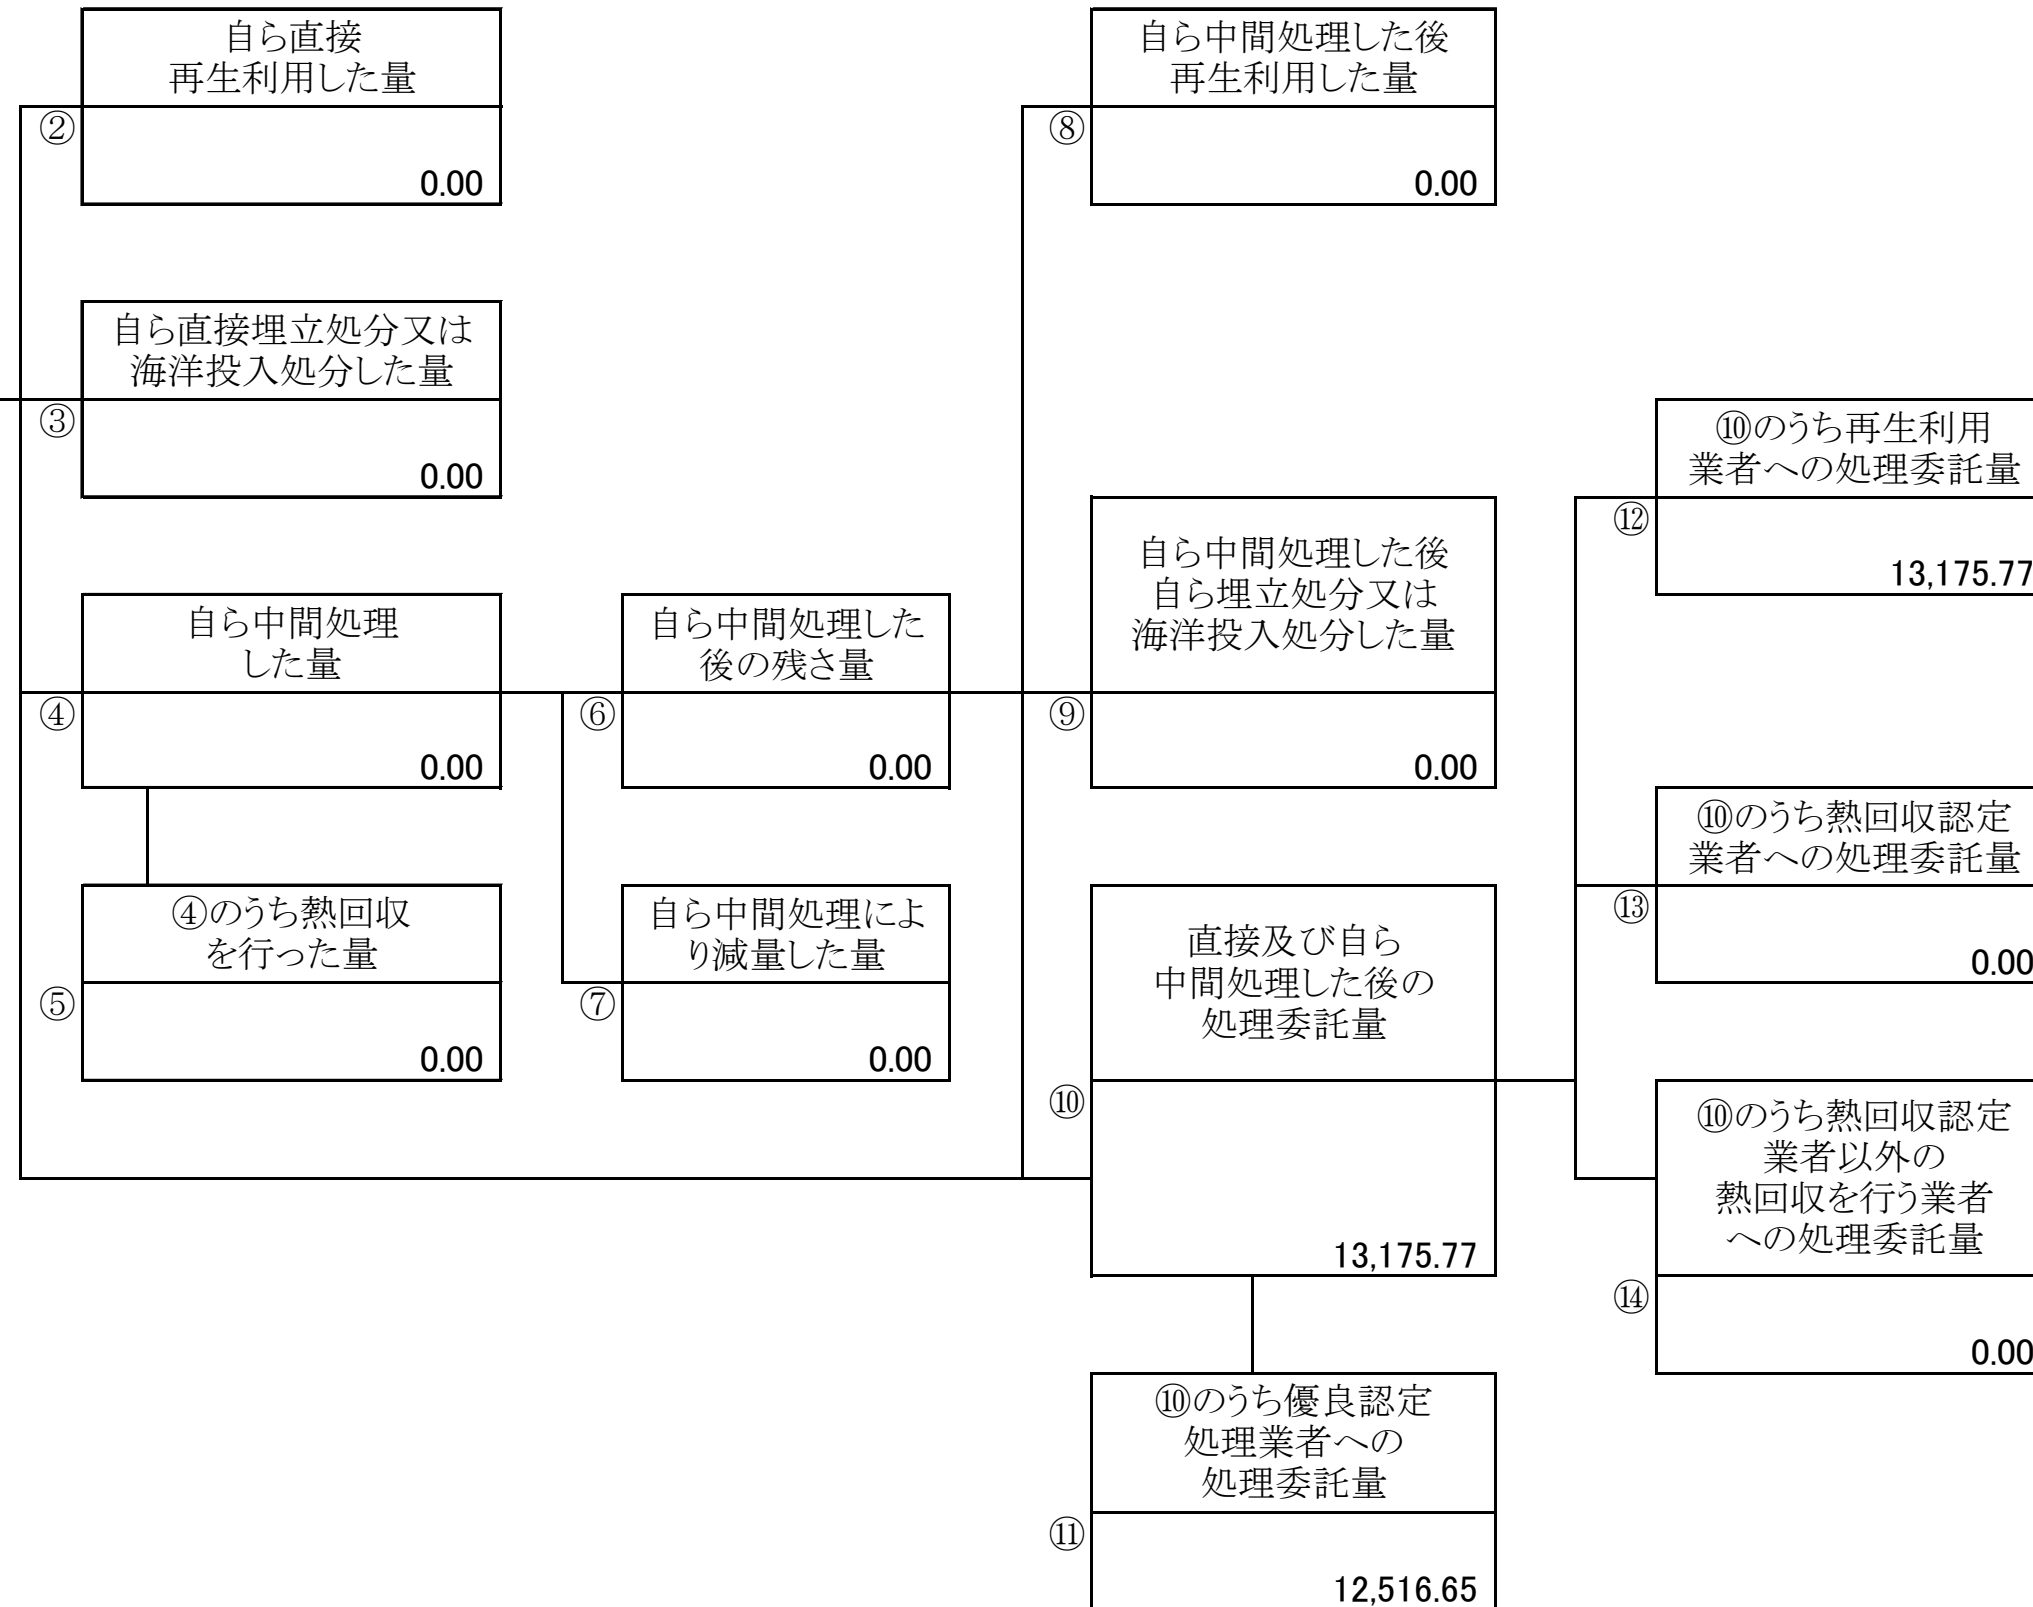 自ら直接
再生利用した量
②
0.00
自ら中間処理した後
再生利用した量
⑧
0.00
自ら直接埋立処分又は
海洋投入処分した量
③
0.00
⑩のうち再生利用
業者への処理委託量
⑫
13,175.77
自ら中間処理した後
自ら埋立処分又は
海洋投入処分した量
⑨
0.00
自ら中間処理
した量
④
0.00
自ら中間処理した
後の残さ量
⑥
0.00
⑩のうち熱回収認定
業者への処理委託量
⑬
0.00
④のうち熱回収
を行った量
⑤
0.00
自ら中間処理によ
り減量した量
⑦
0.00
直接及び自ら
中間処理した後の
処理委託量
⑩
13,175.77
⑩のうち熱回収認定
業者以外の
熱回収を行う業者
への処理委託量
⑭
0.00
⑩のうち優良認定
処理業者への
処理委託量
⑪
12,516.65